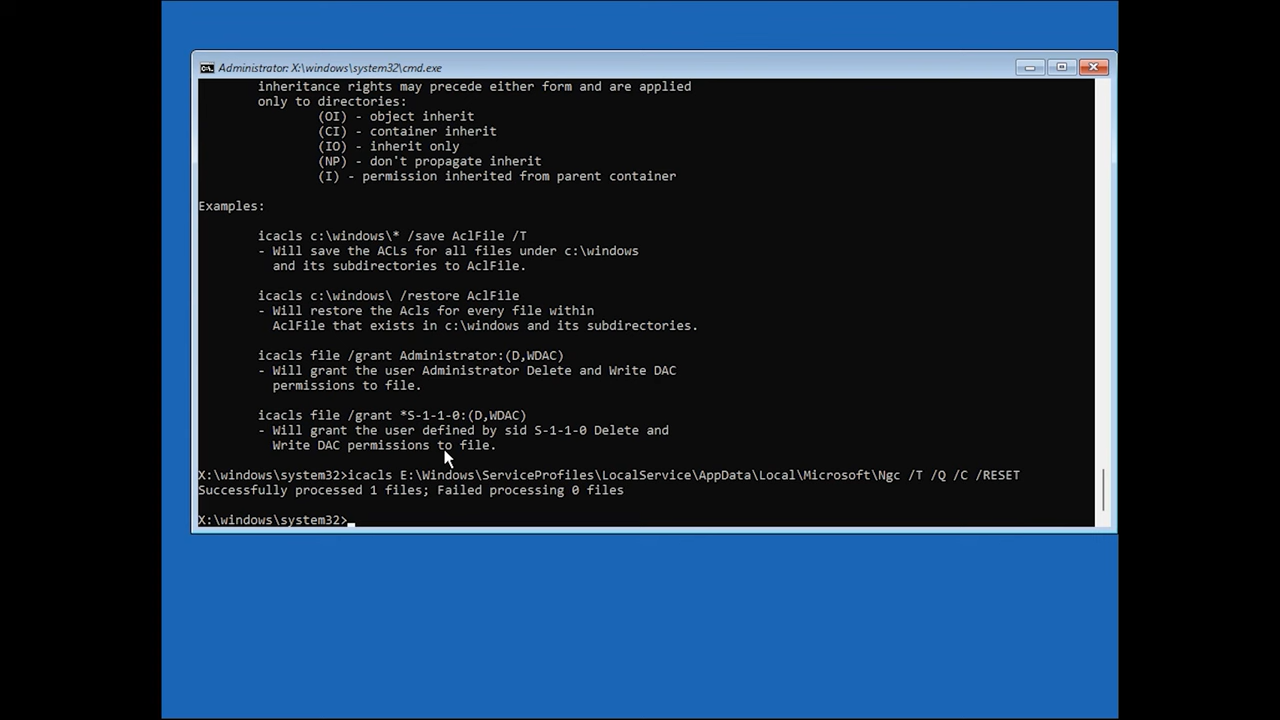 Administrator: X:\windows\system32\cmd.exe
inheritance rights may precede either form and are applied
only to directories:
(OI) - object inherit
(CI) - container inherit
(IO) - inherit only
(NP) - don't propagate inherit
(I) - permission inherited from parent container
Examples:
icacls c:\windows\* /save AclFile /T
- Will save the ACLs for all files under c:\windows
and its subdirectories to AclFile.
icacls c:\windows\ /restore AclFile
- Will restore the Acls for every file within
AclFile that exists in c:\windows and its subdirectories.
icacls file /grant Administrator:(D,WDAC)
- Will grant the user Administrator Delete and Write DAC
permissions to file.
icacls file /grant *S-1-1-0:(D,WDAC)
- Will grant the user defined by sid S-1-1-0 Delete and
Write DAC permissions to file.
X:\windows\system32>icacls E:\Windows\ServiceProfiles\LocalService\AppData\Local\Microsoft\Ngc /T /Q /C /RESET
Successfully processed 1 files; Failed processing 0 files
X:\windows\system32>